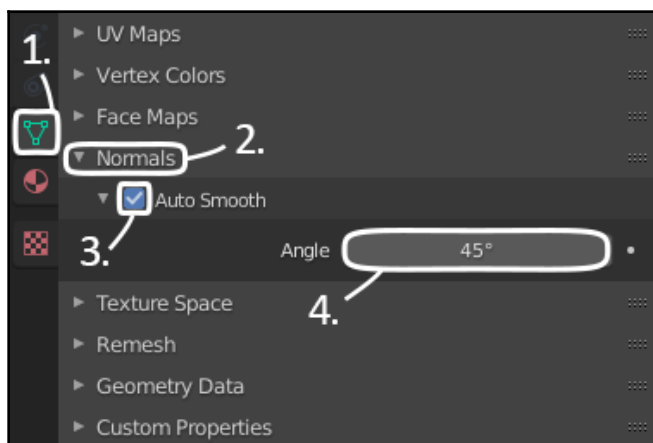 1.
UV Maps
Vertex Colors
Face Maps
Normals
2.
Auto Smooth
3.
Angle 45°
4.
Texture Space
Remesh
Geometry Data
Custom Properties